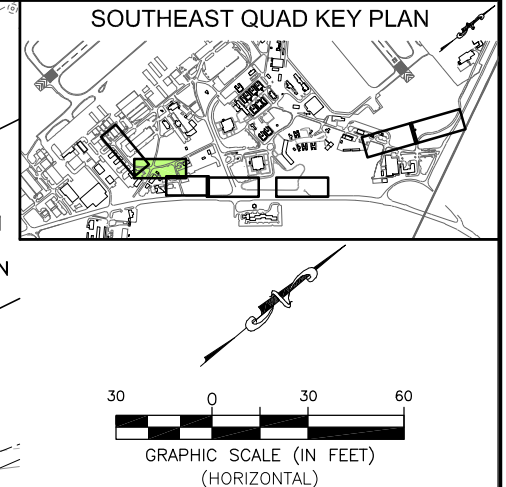 SOUTHEAST QUAD KEY PLAN
N
30 0 30 60
GRAPHIC SCALE (IN FEET)
(HORIZONTAL)